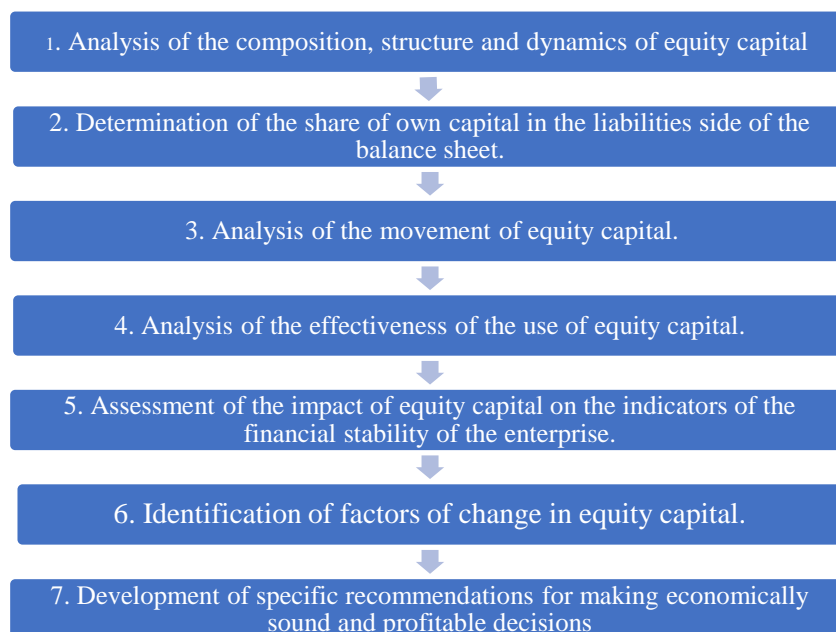 1. Analysis of the composition, structure and dynamics of equity capital
2. Determination of the share of own capital in the liabilities side of the
balance sheet.
3. Analysis of the movement of equity capital.
4. Analysis of the effectiveness of the use of equity capital.
5. Assessment of the impact of equity capital on the indicators of the
financial stability of the enterprise.
6. Identification of factors of change in equity capital.
7. Development of specific recommendations for making economically
sound and profitable decisions